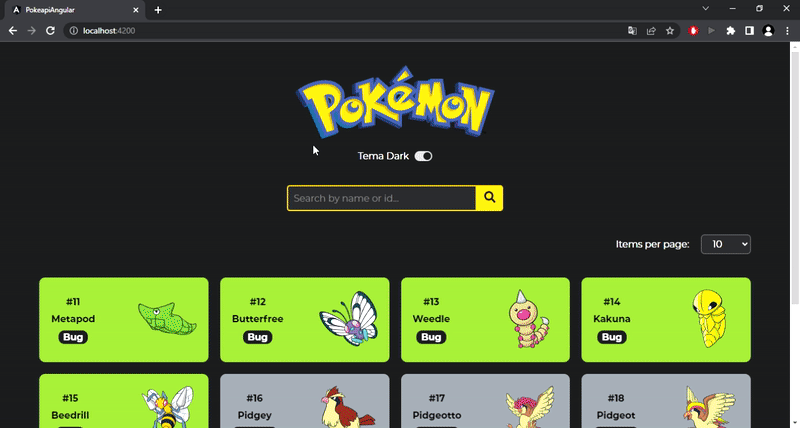 PokeapiAngular
localhost:4200
POKéMON
Tema Dark
Search by name or id...
Items per page: 10
#11 #12 #13 #14
Metapod Butterfree Weedle Kakuna
Bug Bug Bug Bug
#15 #16 #17 #18
Beedrill Pidgey Pidgeotto Pidgeot